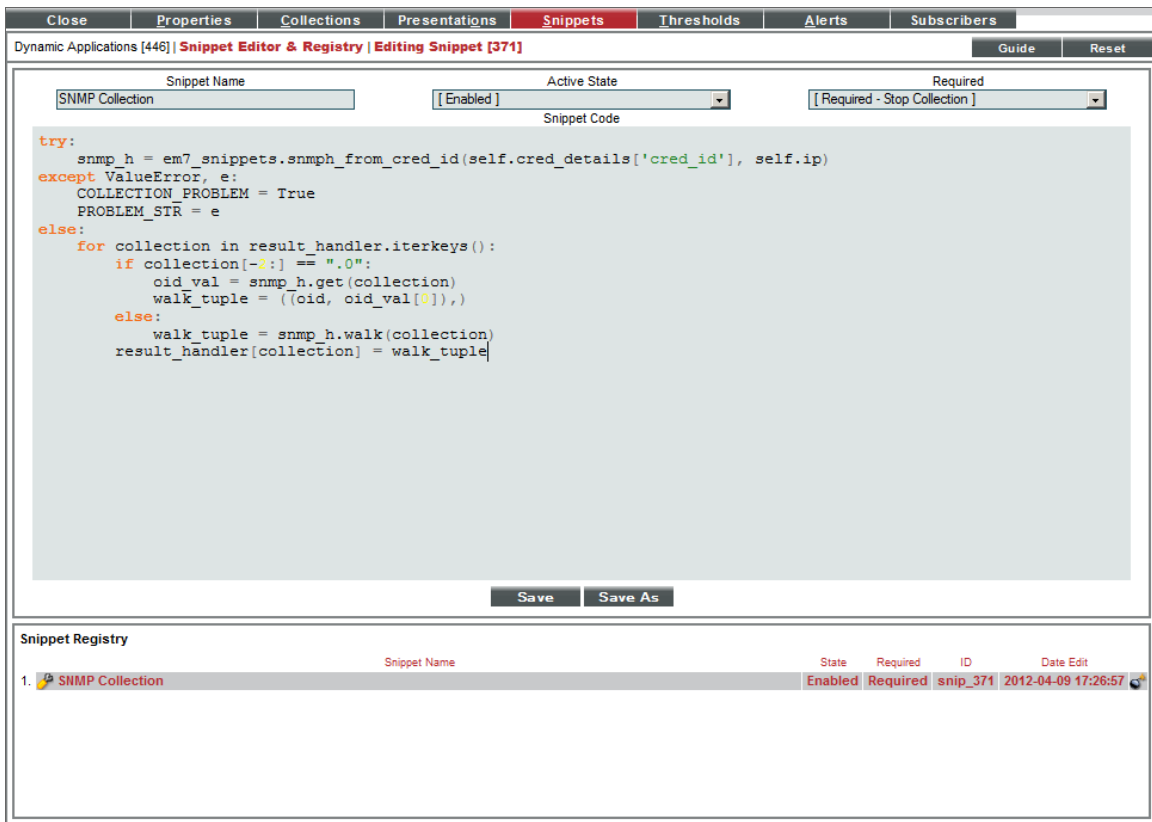 Close Properties Collections Presentations Snippets Thresholds Alerts Subscribers
Dynamic Applications [446] | Snippet Editor & Registry | Editing Snippet [371] Guide Reset
Snippet Name Active State Required
SNMP Collection [ Enabled ] [ Required - Stop Collection ]
Snippet Code
try:
    snmp_h = em7_snippets.snmph_from_cred_id(self.cred_details['cred_id'], self.ip)
except ValueError, e:
    COLLECTION_PROBLEM = True
    PROBLEM_STR = e
else:
    for collection in result_handler.iterkeys():
        if collection[-2:] == ".0":
            oid_val = snmp_h.get(collection)
            walk_tuple = ((oid, oid_val[0]),)
        else:
            walk_tuple = snmp_h.walk(collection)
        result_handler[collection] = walk_tuple
Save Save As
Snippet Registry
Snippet Name State Required ID Date Edit
1. SNMP Collection Enabled Required snip_371 2012-04-09 17:26:57